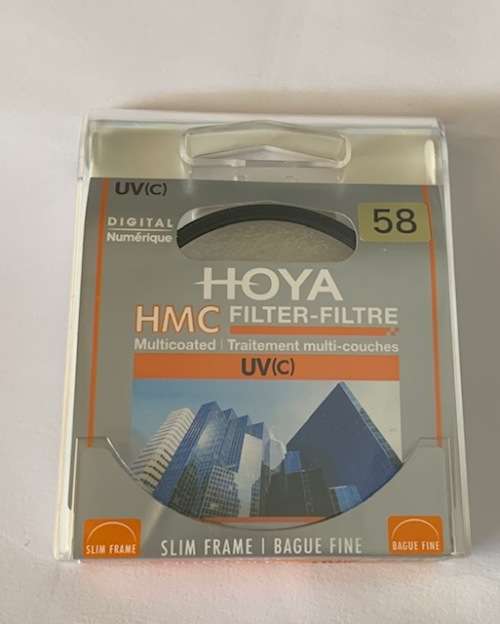 UV(C)
58
DIGITAL
Numérique
HOYA
HMC FILTER-FILTRE
Multicoated | Traitement multi-couches
UV(C)
SLIM FRAME
SLIM FRAME | BAGUE FINE
BAGUE FINE